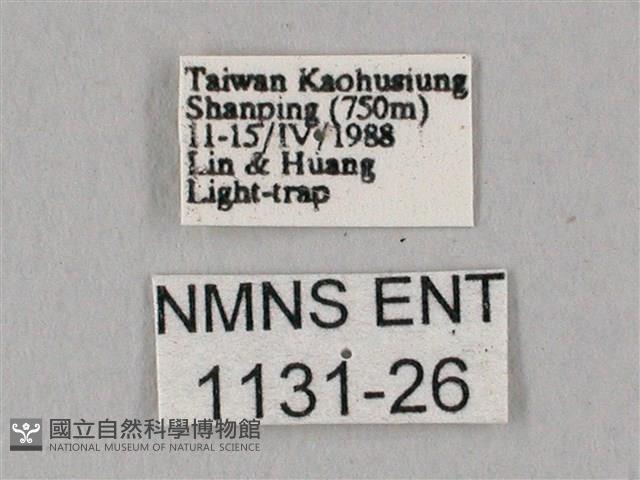 Taiwan Kaohusiung
Shanping (750m)
11-15/IV/1988
Lin & Huang
Light-trap
NMNS ENT
1131-26
國立自然科學博物館
NATIONAL MUSEUM OF NATURAL SCIENCE